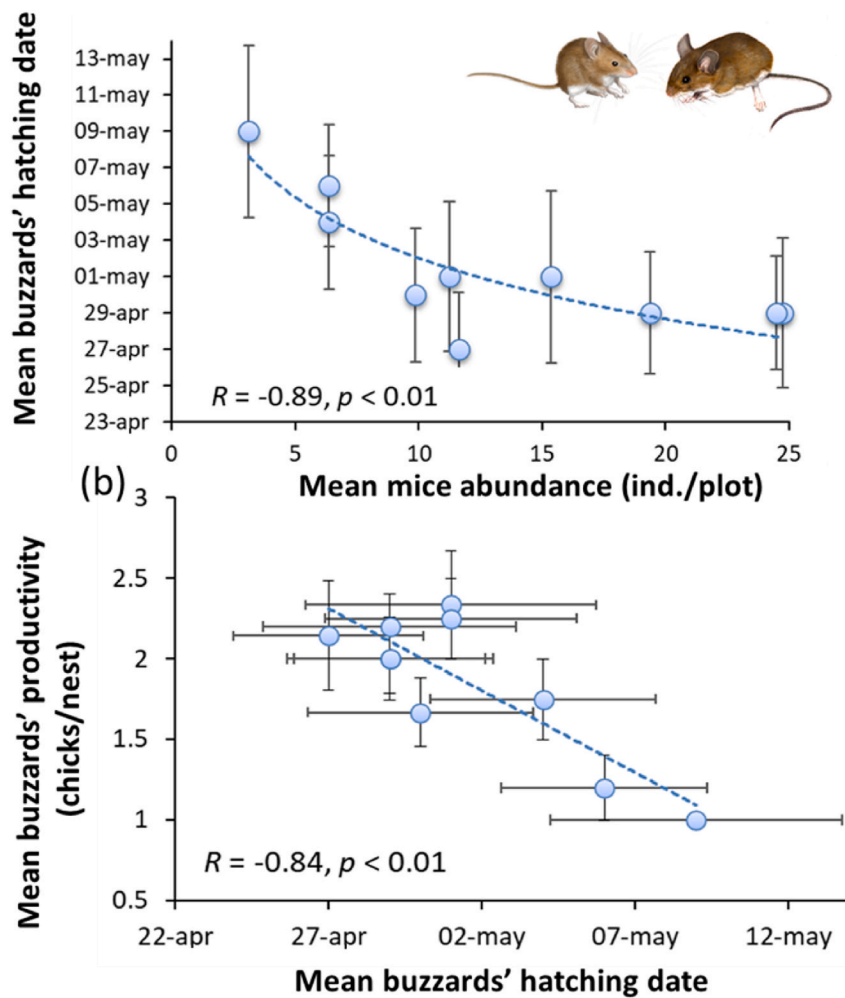 Mean buzzards’ hatching date
13-may
11-may
09-may
07-may
05-may
03-may
01-may
29-apr
27-apr
25-apr
23-apr
R = -0.89, p < 0.01
0 5 10 15 20 25
Mean mice abundance (ind./plot)
(b)
Mean buzzards’ productivity
(chicks/nest)
3
2.5
2
1.5
1
0.5
R = -0.84, p < 0.01
22-apr 27-apr 02-may 07-may 12-may
Mean buzzards’ hatching date